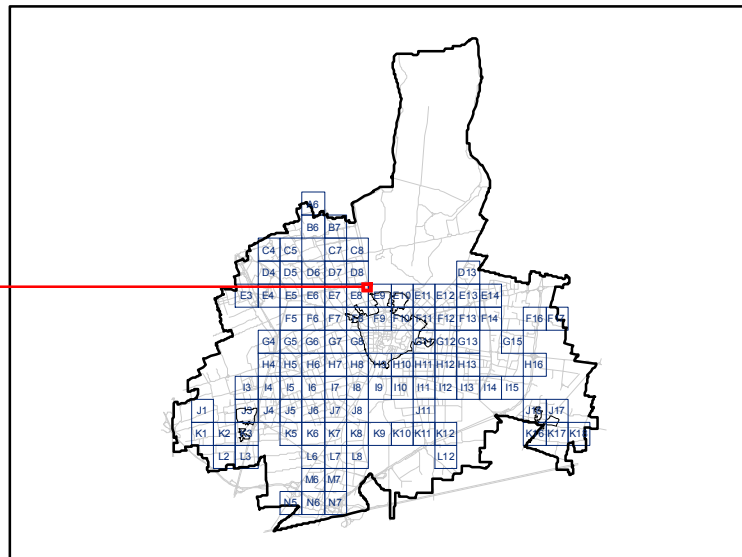 A6
B6 B7
C4 C5 C7 C8
D4 D5 D6 D7 D8 D13
E3 E4 E5 E6 E7 E8 E9 E10 E11 E12 E13 E14
F5 F6 F7 F8 F9 F10 F11 F12 F13 F14 F16 F17
G4 G5 G6 G7 G8 G12 G13 G15
H4 H5 H6 H7 H8 H9 H10 H11 H12 H13 H16
I3 I4 I5 I6 I7 I8 I9 I10 I11 I12 I13 I14 I15
J1 J3 J4 J5 J6 J7 J8 J11 J17
K1 K2 K5 K6 K7 K8 K9 K10 K11 K12 K16 K17 K18
L2 L3 L6 L7 L8 L12
M6 M7
N5 N6 N7